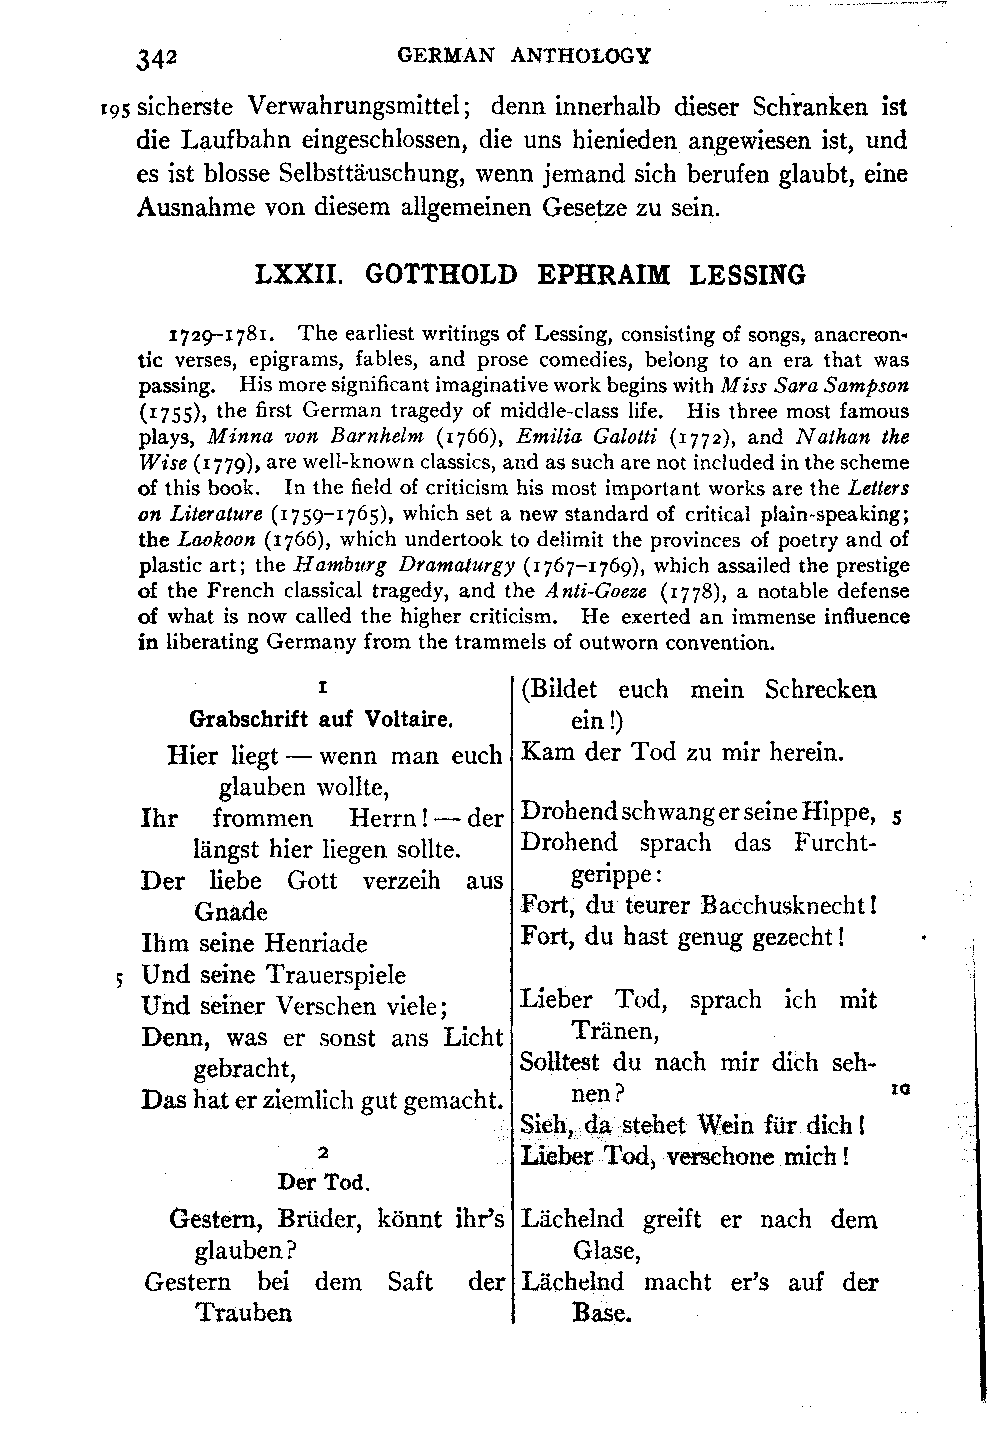 342 GERMAN ANTHOLOGY
195 sicherste Verwahrungsmittel; denn innerhalb dieser Schranken ist
die Laufbahn eingeschlossen, die uns hienieden angewiesen ist, und
es ist blosse Selbsttäuschung, wenn jemand sich berufen glaubt, eine
Ausnahme von diesem allgemeinen Gesetze zu sein.
LXXII. GOTTHOLD EPHRAIM LESSING
1729–1781. The earliest writings of Lessing, consisting of songs, anacreon-
tic verses, epigrams, fables, and prose comedies, belong to an era that was
passing. His more significant imaginative work begins with Miss Sara Sampson
(1755), the first German tragedy of middle-class life. His three most famous
plays, Minna von Barnhelm (1766), Emilia Galotti (1772), and Nathan the
Wise (1779), are well-known classics, and as such are not included in the scheme
of this book. In the field of criticism his most important works are the Letters
on Literature (1759–1765), which set a new standard of critical plain-speaking;
the Laokoon (1766), which undertook to delimit the provinces of poetry and of
plastic art; the Hamburg Dramaturgy (1767–1769), which assailed the prestige
of the French classical tragedy, and the Anti-Goeze (1778), a notable defense
of what is now called the higher criticism. He exerted an immense influence
in liberating Germany from the trammels of outworn convention.
1
Grabschrift auf Voltaire.
Hier liegt — wenn man euch
glauben wollte,
Ihr frommen Herrn! — der
längst hier liegen sollte.
Der liebe Gott verzeih aus
Gnade
Ihm seine Henriade
5 Und seine Trauerspiele
Und seiner Verschen viele;
Denn, was er sonst ans Licht
gebracht,
Das hat er ziemlich gut gemacht.
2
Der Tod.
Gestern, Brüder, könnt ihr's
glauben?
Gestern bei dem Saft der
Trauben
(Bildet euch mein Schrecken
ein!)
Kam der Tod zu mir herein.
Drohend schwang er seine Hippe, 5
Drohend sprach das Furcht-
gerippe:
Fort, du teurer Bacchusknecht!
Fort, du hast genug gezecht!
Lieber Tod, sprach ich mit
Tränen,
Solltest du nach mir dich seh-
nen? 10
Sieh, da stehet Wein für dich!
Lieber Tod, verschone mich!
Lächelnd greift er nach dem
Glase,
Lächelnd macht er's auf der
Base.